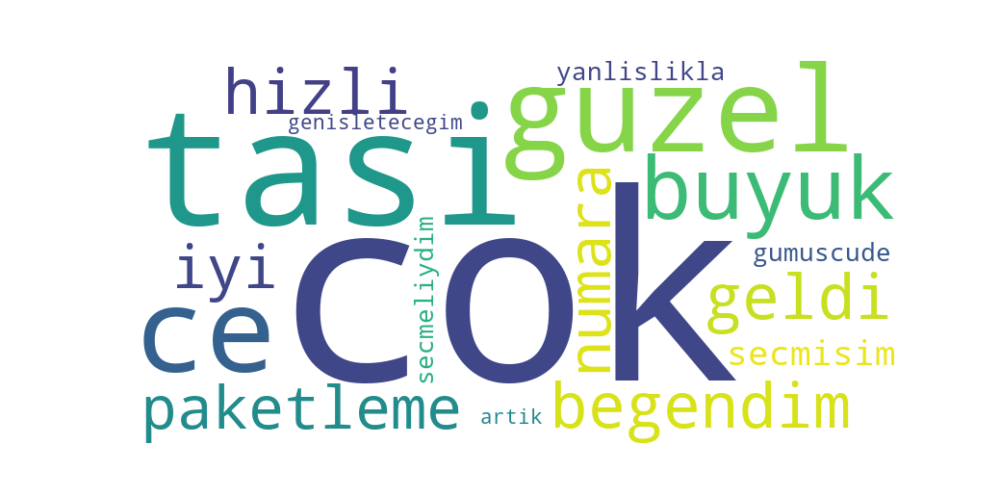 hizli
yanlislikla
genisletecegim
tasi
guzel
buyuk
numara
cok
iyi
secmeliydim
gumuscude
ce
geldi
secmisim
paketleme
artik
begendim